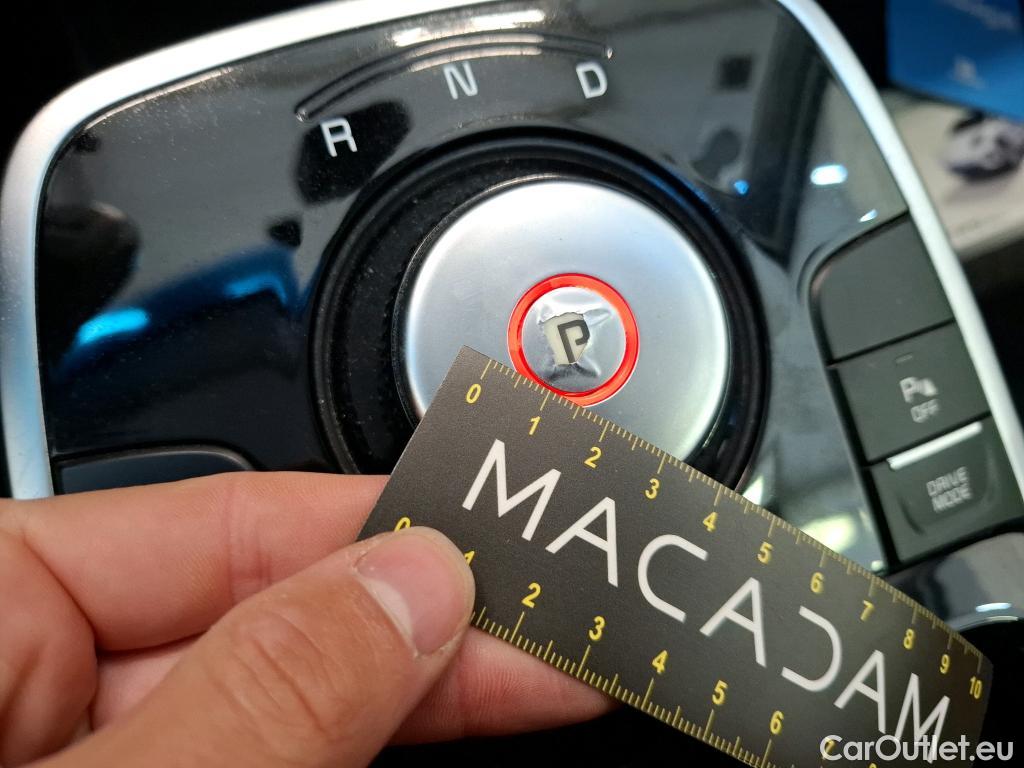 R N D
P
P OFF
DRIVE
MODE
0 1 2 3 4 5 6 7 8 9 10
MACADAM
0 1 2 3 4 5 6 7
CarOutlet.eu